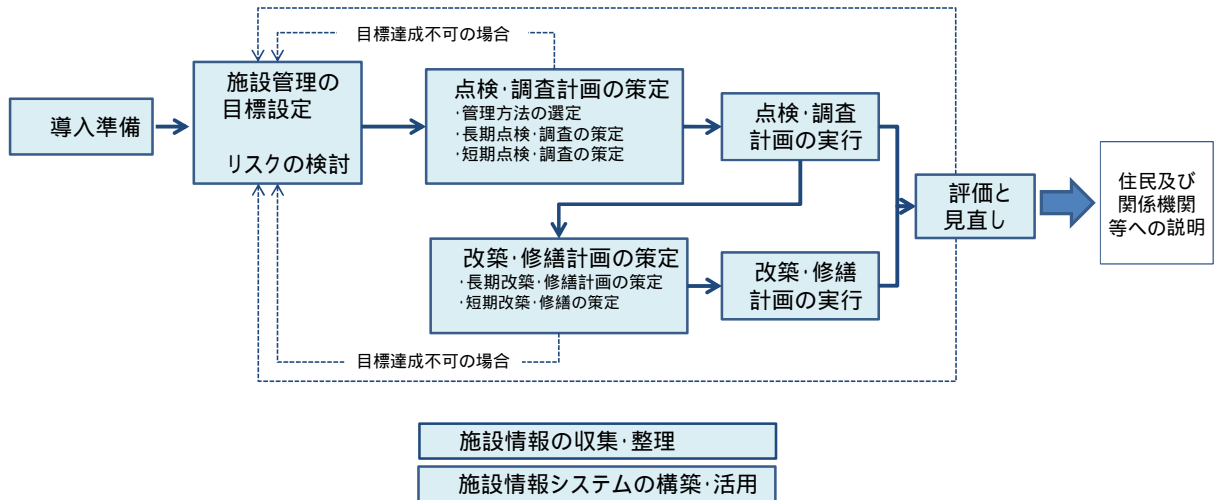 目標達成不可の場合
導入準備
施設管理の
目標設定
リスクの検討
点検･調査計画の策定
･管理方法の選定
･長期点検･調査の策定
･短期点検･調査の策定
点検･調査
計画の実行
改築･修繕計画の策定
･長期改築･修繕計画の策定
･短期改築･修繕の策定
改築･修繕
計画の実行
評価と
見直し
住民及び
関係機関
等への説明
目標達成不可の場合
施設情報の収集･整理
施設情報システムの構築･活用